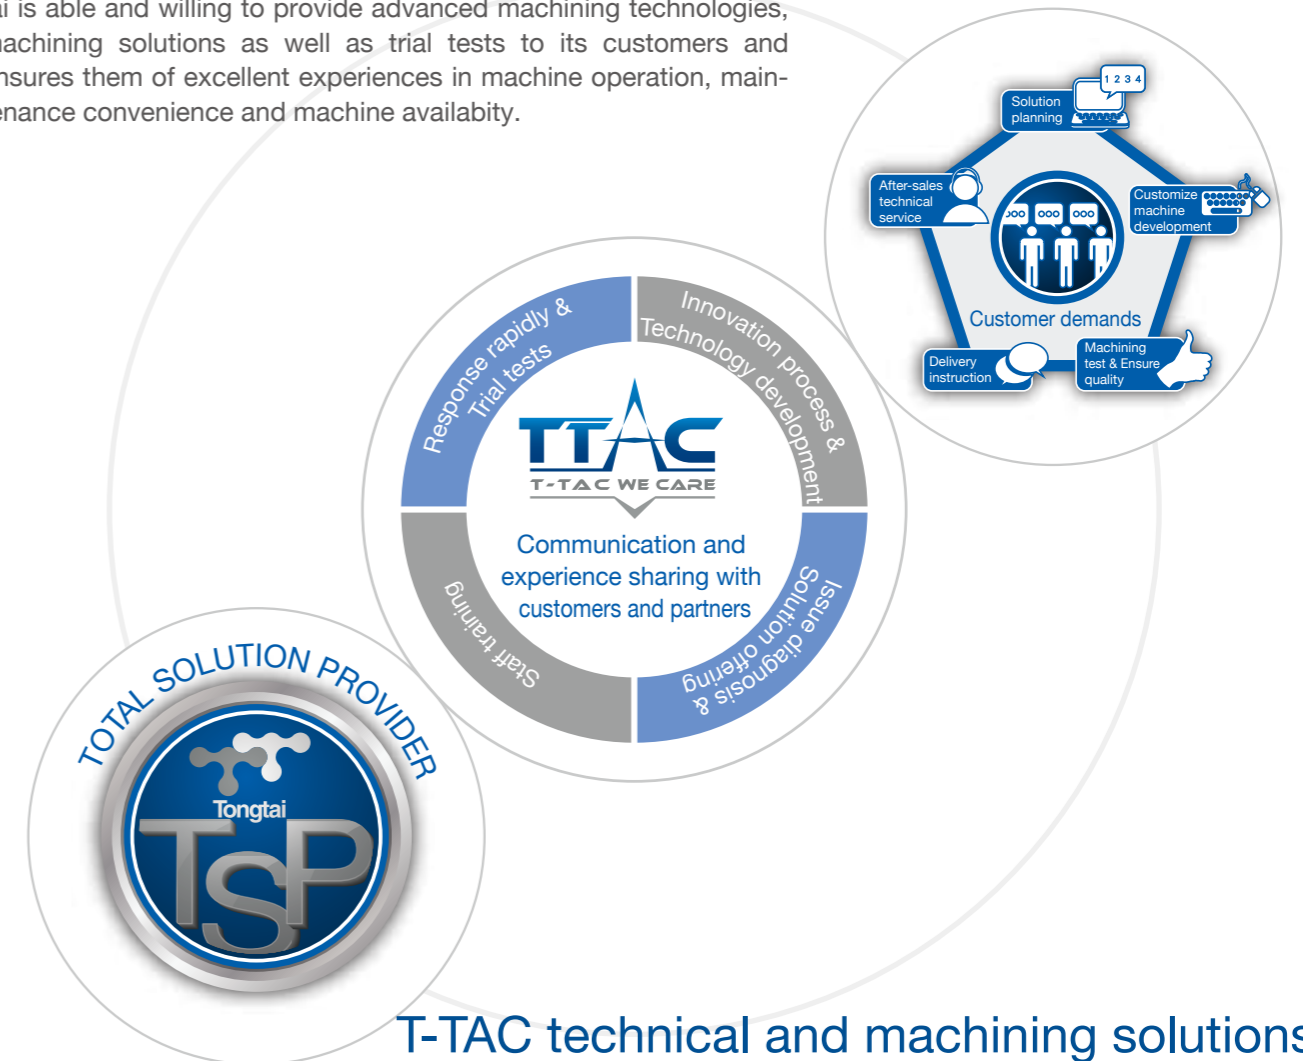 ai is able and willing to provide advanced machining technologies,
machining solutions as well as trial tests to its customers and
ensures them of excellent experiences in machine operation, main-
tenance convenience and machine availabity.
1 2 3 4
Solution
planning
After-sales
technical
service
Customize
machine
development
Customer demands
Delivery
instruction
Machining
test & Ensure
quality
Response rapidly &
Trial tests
Innovation process &
Technology development
TTAC
T-TAC WE CARE
Communication and
experience sharing with
customers and partners
Staff training
Issue diagnosis &
Solution offering
TOTAL SOLUTION PROVIDER
Tongtai
TSP
T-TAC technical and machining solutions